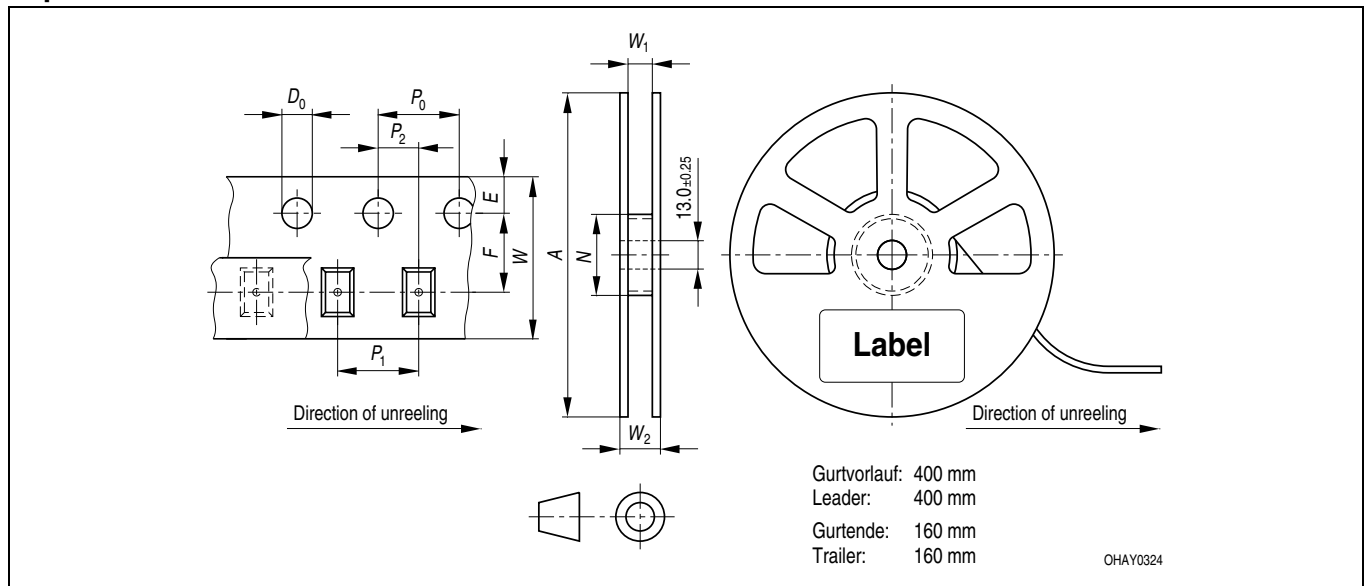 W1
D0
P0
P2
E
F
W
A
N
13.0±0.25
P1
W2
Label
Direction of unreeling
Direction of unreeling
Gurtvorlauf: 400 mm
Leader: 400 mm
Gurtende: 160 mm
Trailer: 160 mm
OHAY0324